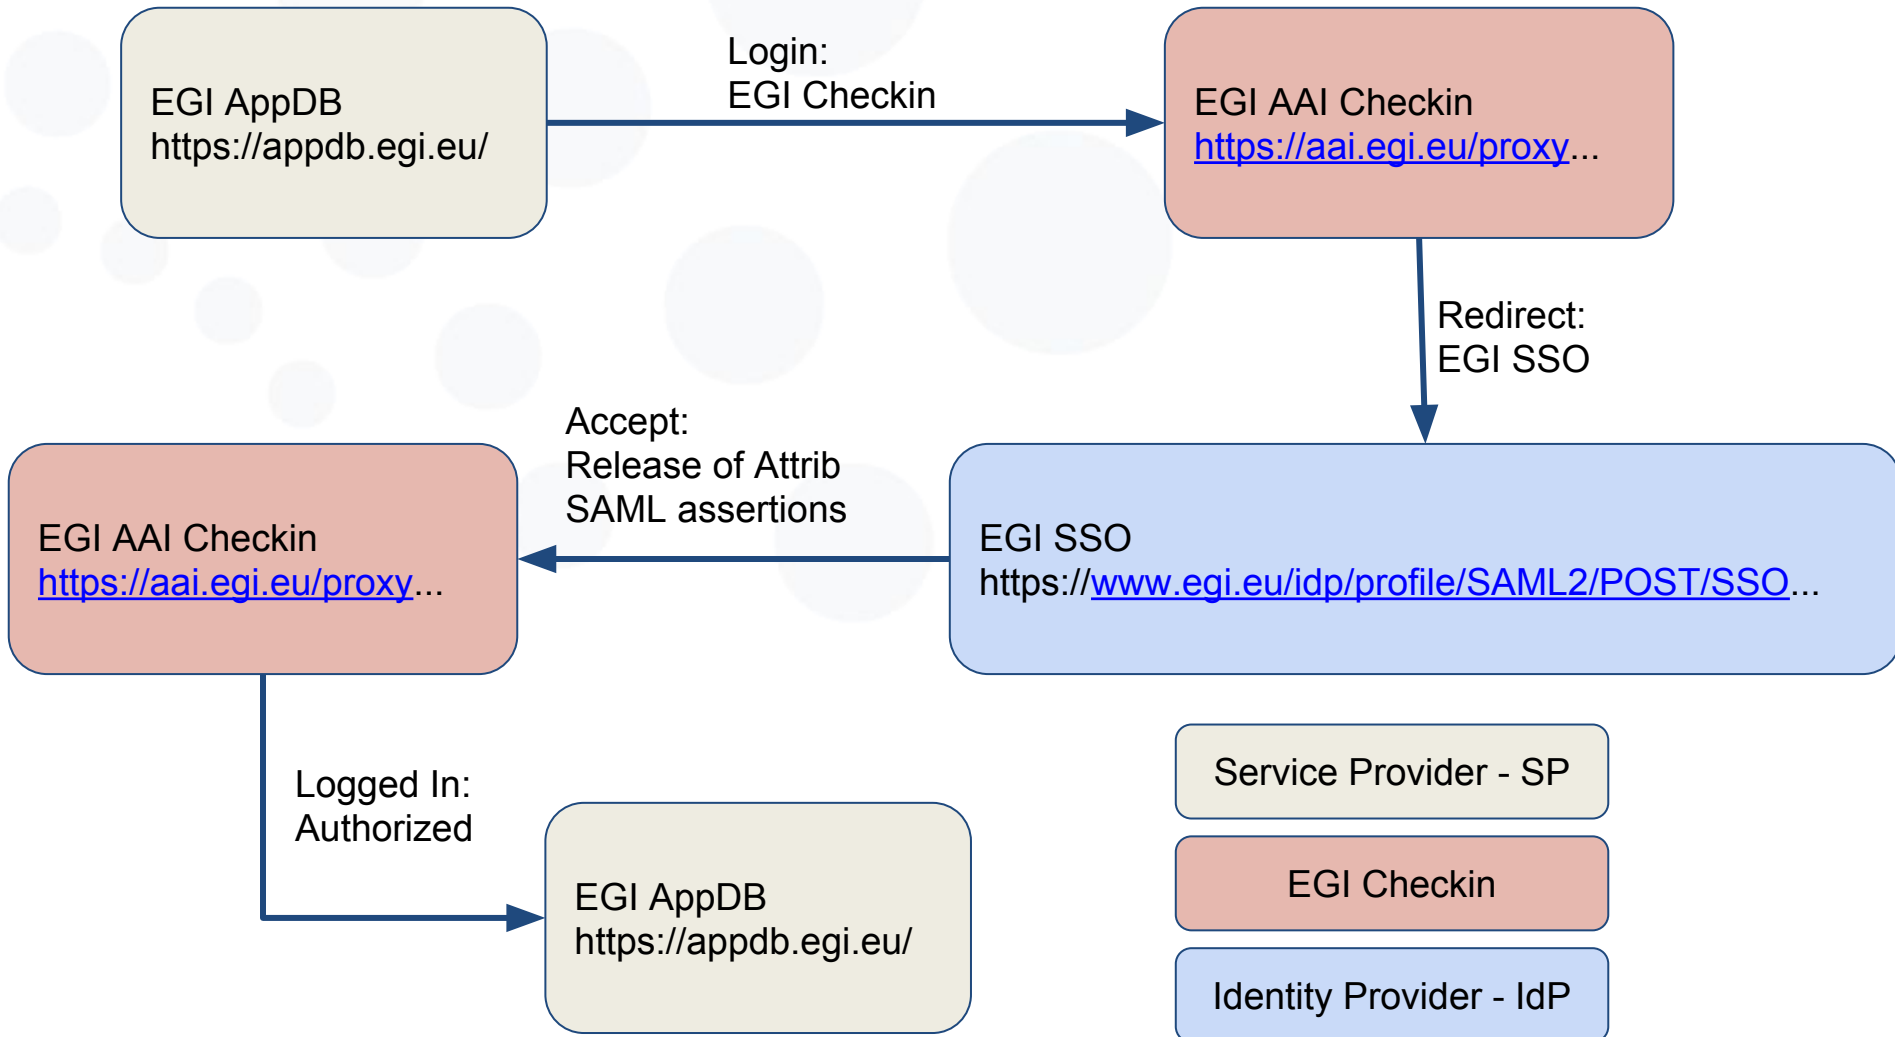 EGI AppDB
https://appdb.egi.eu/
Login:
EGI Checkin
EGI AAI Checkin
https://aai.egi.eu/proxy...
Redirect:
EGI SSO
Accept:
Release of Attrib
SAML assertions
EGI AAI Checkin
https://aai.egi.eu/proxy...
EGI SSO
https://www.egi.eu/idp/profile/SAML2/POST/SSO...
Logged In:
Authorized
EGI AppDB
https://appdb.egi.eu/
Service Provider - SP
EGI Checkin
Identity Provider - IdP